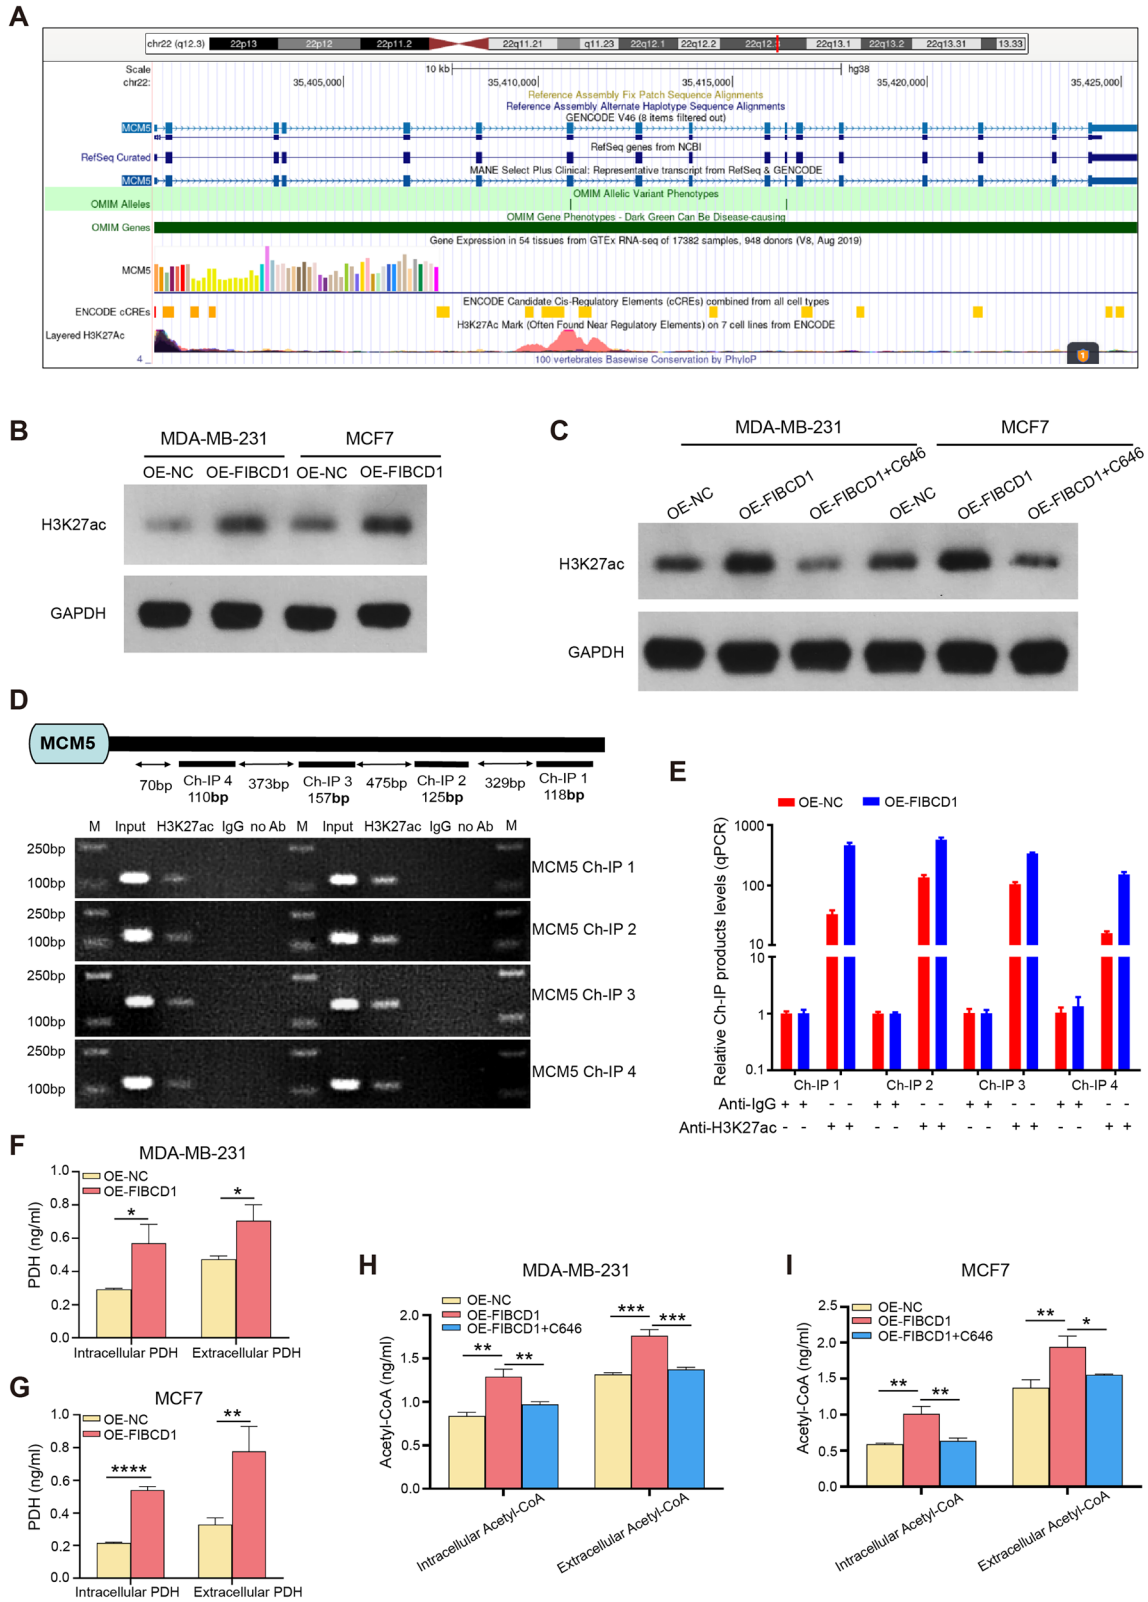 A
chr22 (q12.3) 22p13 22p12 22p11.2 22q11.21 q11.23 22q12.1 22q12.2 22q12.3 22q13.1 q13.2 22q13.31 13.33
Scale 10 kb hg38
chr22: 35,405,000 35,410,000 35,415,000 35,420,000 35,425,000
Reference Assembly Fix Patch Sequence Alignments
Reference Assembly Alternate Haplotype Sequence Alignments
GENCODE V46 (8 items filtered out)
MCM5
RefSeq genes from NCBI
RefSeq Curated
MANE Select Plus Clinical: Representative transcript from RefSeq & GENCODE
MCM5
OMIM Allelic Variant Phenotypes
OMIM Alleles
OMIM Gene Phenotypes - Dark Green Can Be Disease-causing
OMIM Genes
Gene Expression in 54 tissues from GTEx RNA-seq of 17382 samples, 948 donors (V8, Aug 2019)
MCM5
ENCODE Candidate Cis-Regulatory Elements (cCREs) combined from all cell types
ENCODE cCREs
H3K27Ac Mark (Often Found Near Regulatory Elements) on 7 cell lines from ENCODE
Layered H3K27Ac
100 vertebrates Basewise Conservation by PhyloP
4 _
1
B
MDA-MB-231 MCF7
OE-NC OE-FIBCD1 OE-NC OE-FIBCD1
H3K27ac
GAPDH
C
MDA-MB-231 MCF7
OE-NC OE-FIBCD1 OE-FIBCD1+C646 OE-NC OE-FIBCD1 OE-FIBCD1+C646
H3K27ac
GAPDH
D
MCM5
70bp Ch-IP 4 373bp Ch-IP 3 475bp Ch-IP 2 329bp Ch-IP 1
110bp 157bp 125bp 118bp
M Input H3K27ac IgG no Ab M Input H3K27ac IgG no Ab M
250bp
100bp
MCM5 Ch-IP 1
250bp
100bp
MCM5 Ch-IP 2
250bp
100bp
MCM5 Ch-IP 3
250bp
100bp
MCM5 Ch-IP 4
E
OE-NC OE-FIBCD1
Relative Ch-IP products levels (qPCR)
1000
100
10
10
1
0.1
Ch-IP 1 Ch-IP 2 Ch-IP 3 Ch-IP 4
Anti-IgG + + - - + + - - + + - - + + - -
Anti-H3K27ac - - + + - - + + - - + + - - + +
F
MDA-MB-231
OE-NC
OE-FIBCD1
PDH (ng/ml)
1.0
0.8
0.6
0.4
0.2
0.0
* *
Intracellular PDH Extracellular PDH
G
MCF7
OE-NC
OE-FIBCD1
PDH (ng/ml)
1.0
0.8
0.6
0.4
0.2
0.0
**** **
Intracellular PDH Extracellular PDH
H
MDA-MB-231
OE-NC
OE-FIBCD1
OE-FIBCD1+C646
Acetyl-CoA (ng/ml)
2.0
1.5
1.0
0.5
0.0
** ** *** ***
Intracellular Acetyl-CoA Extracellular Acetyl-CoA
I
MCF7
OE-NC
OE-FIBCD1
OE-FIBCD1+C646
Acetyl-CoA (ng/ml)
2.5
2.0
1.5
1.0
0.5
0.0
** ** ** *
Intracellular Acetyl-CoA Extracellular Acetyl-CoA